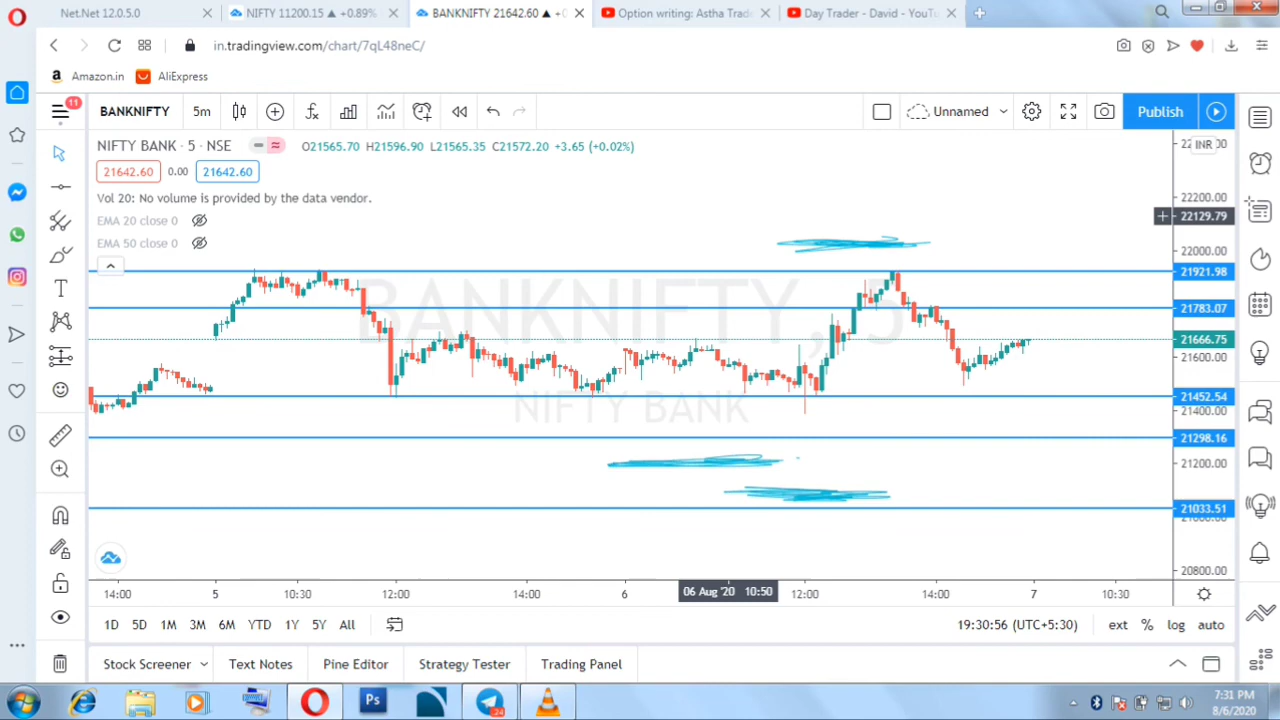 Net.Net 12.0.5.0
NIFTY 11200.15 ▲ +0.89%
BANKNIFTY 21642.60 ▲ +0
Option writing: Astha Trad
Day Trader - David - YouT
in.tradingview.com/chart/7qL48neC/
Amazon.in
AliExpress
11
BANKNIFTY
5m
Unnamed
Publish
NIFTY BANK · 5 · NSE
O21565.70 H21596.90 L21565.35 C21572.20 +3.65 (+0.02%)
INR
21642.60
0.00
21642.60
Vol 20: No volume is provided by the data vendor.
EMA 20 close 0
EMA 50 close 0
22200.00
22129.79
22000.00
21921.98
21783.07
21666.75
21600.00
21452.54
21400.00
21298.16
21200.00
21033.51
21000.00
20800.00
BANKNIFTY, 5
NIFTY BANK
14:00
5
10:30
12:00
14:00
6
06 Aug '20 10:50
12:00
14:00
7
10:30
1D
5D
1M
3M
6M
YTD
1Y
5Y
All
19:30:56 (UTC+5:30)
ext
%
log
auto
Stock Screener
Text Notes
Pine Editor
Strategy Tester
Trading Panel
Ps
24
7:31 PM
8/6/2020